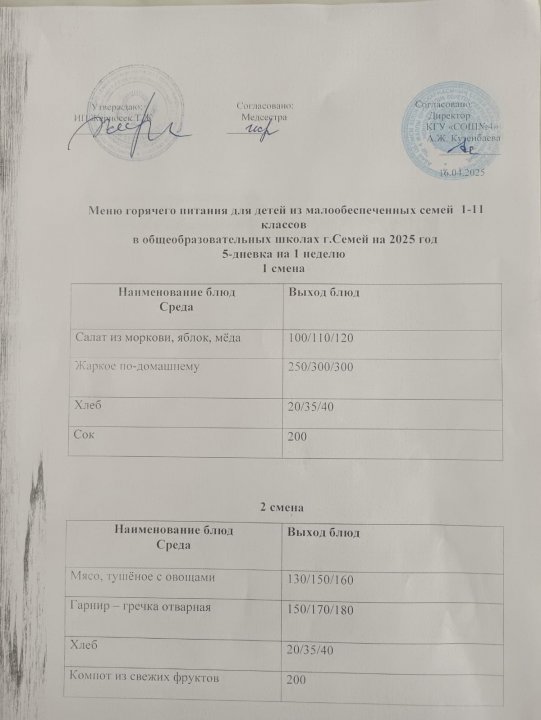 Утверждаю:
ИП Курносек Т.Ж
Согласовано:
Медсестра
Согласовано:
Директор
КГУ «СОШ№4»
А.Ж. Кузенбаева
16.04.2025
Меню горячего питания для детей из малообеспеченных семей 1-11
классов
в общеобразовательных школах г.Семей на 2025 год
5-дневка на 1 неделю
1 смена
Наименование блюд Выход блюд
Среда
Салат из моркови, яблок, мёда 100/110/120
Жаркое по-домашнему 250/300/300
Хлеб 20/35/40
Сок 200
2 смена
Наименование блюд Выход блюд
Среда
Мясо, тушёное с овощами 130/150/160
Гарнир – гречка отварная 150/170/180
Хлеб 20/35/40
Компот из свежих фруктов 200